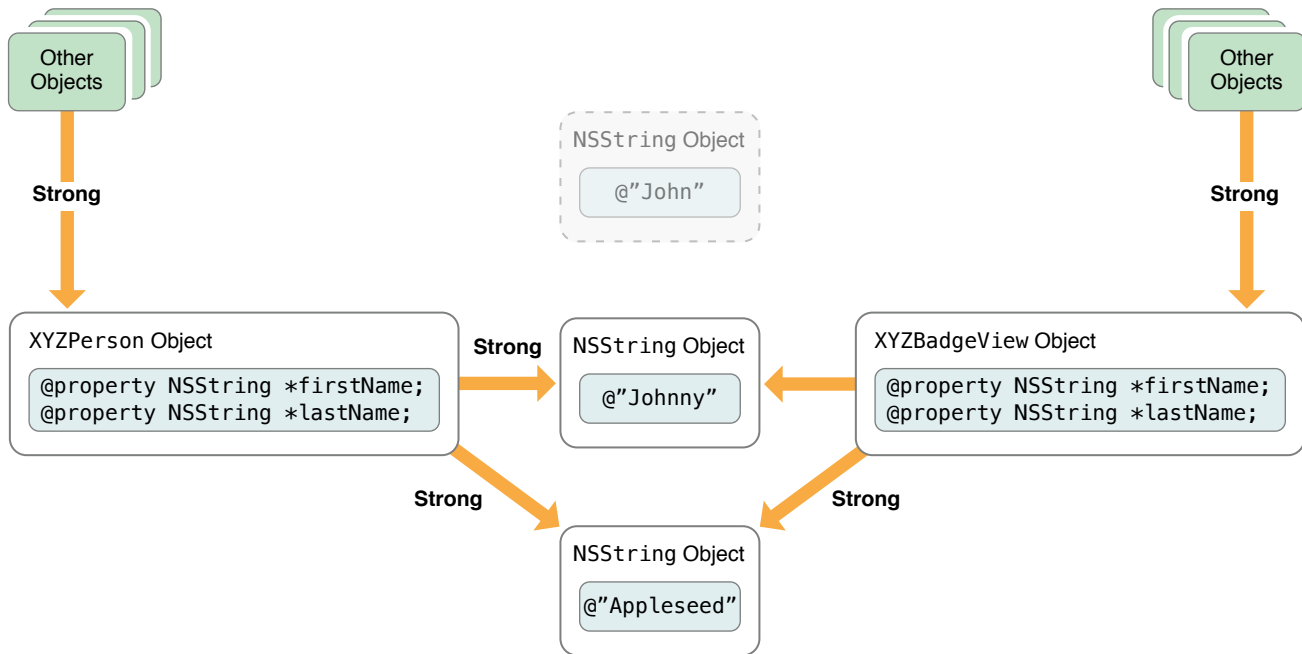 Other
Objects
Other
Objects
NSString Object
@”John”
Strong
Strong
XYZPerson Object
@property NSString *firstName;
@property NSString *lastName;
Strong
NSString Object
@”Johnny”
XYZBadgeView Object
@property NSString *firstName;
@property NSString *lastName;
Strong
Strong
NSString Object
@”Appleseed”